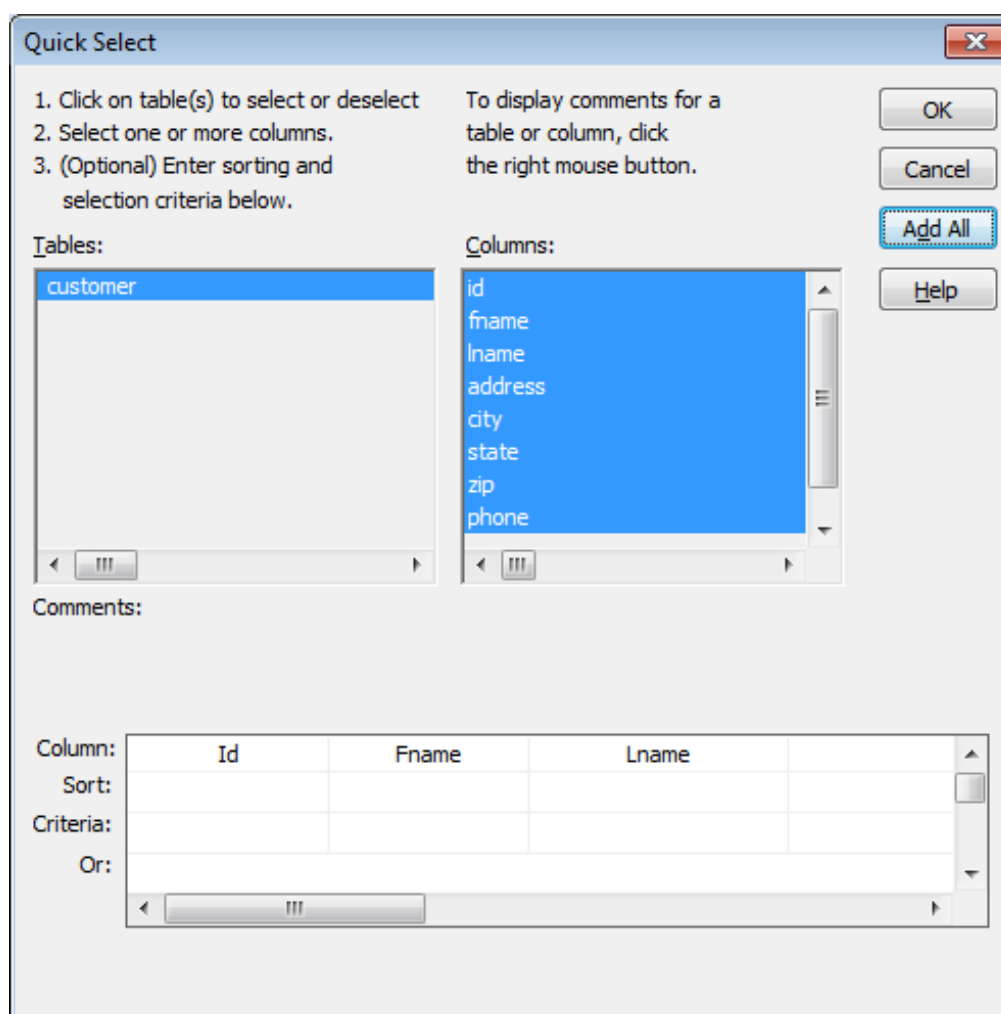 Quick Select
1. Click on table(s) to select or deselect
2. Select one or more columns.
3. (Optional) Enter sorting and
selection criteria below.
To display comments for a
table or column, click
the right mouse button.
OK
Cancel
Add All
Help
Tables:
customer
Columns:
id
fname
lname
address
city
state
zip
phone
Comments:
Column: Id Fname Lname
Sort:
Criteria:
Or: